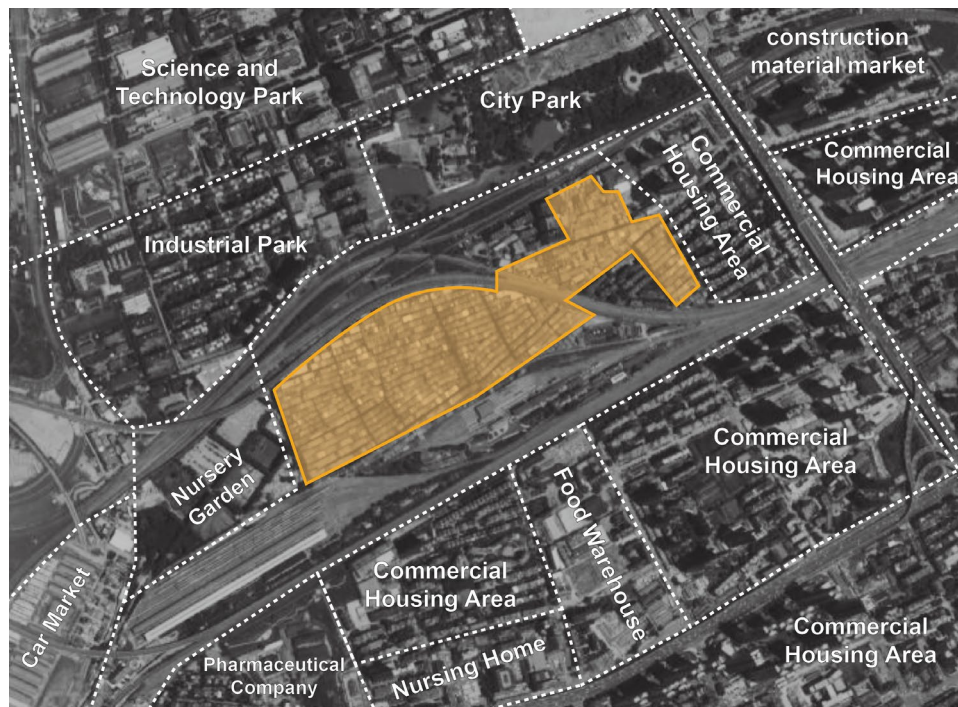 construction
material market
Science and
Technology Park
City Park
Commercial
Housing Area
Commercial
Housing Area
Industrial Park
Nursery
Garden
Commercial
Housing Area
Food Warehouse
Commercial
Housing Area
Car Market
Nursing Home
Pharmaceutical
Company
Commercial
Housing Area